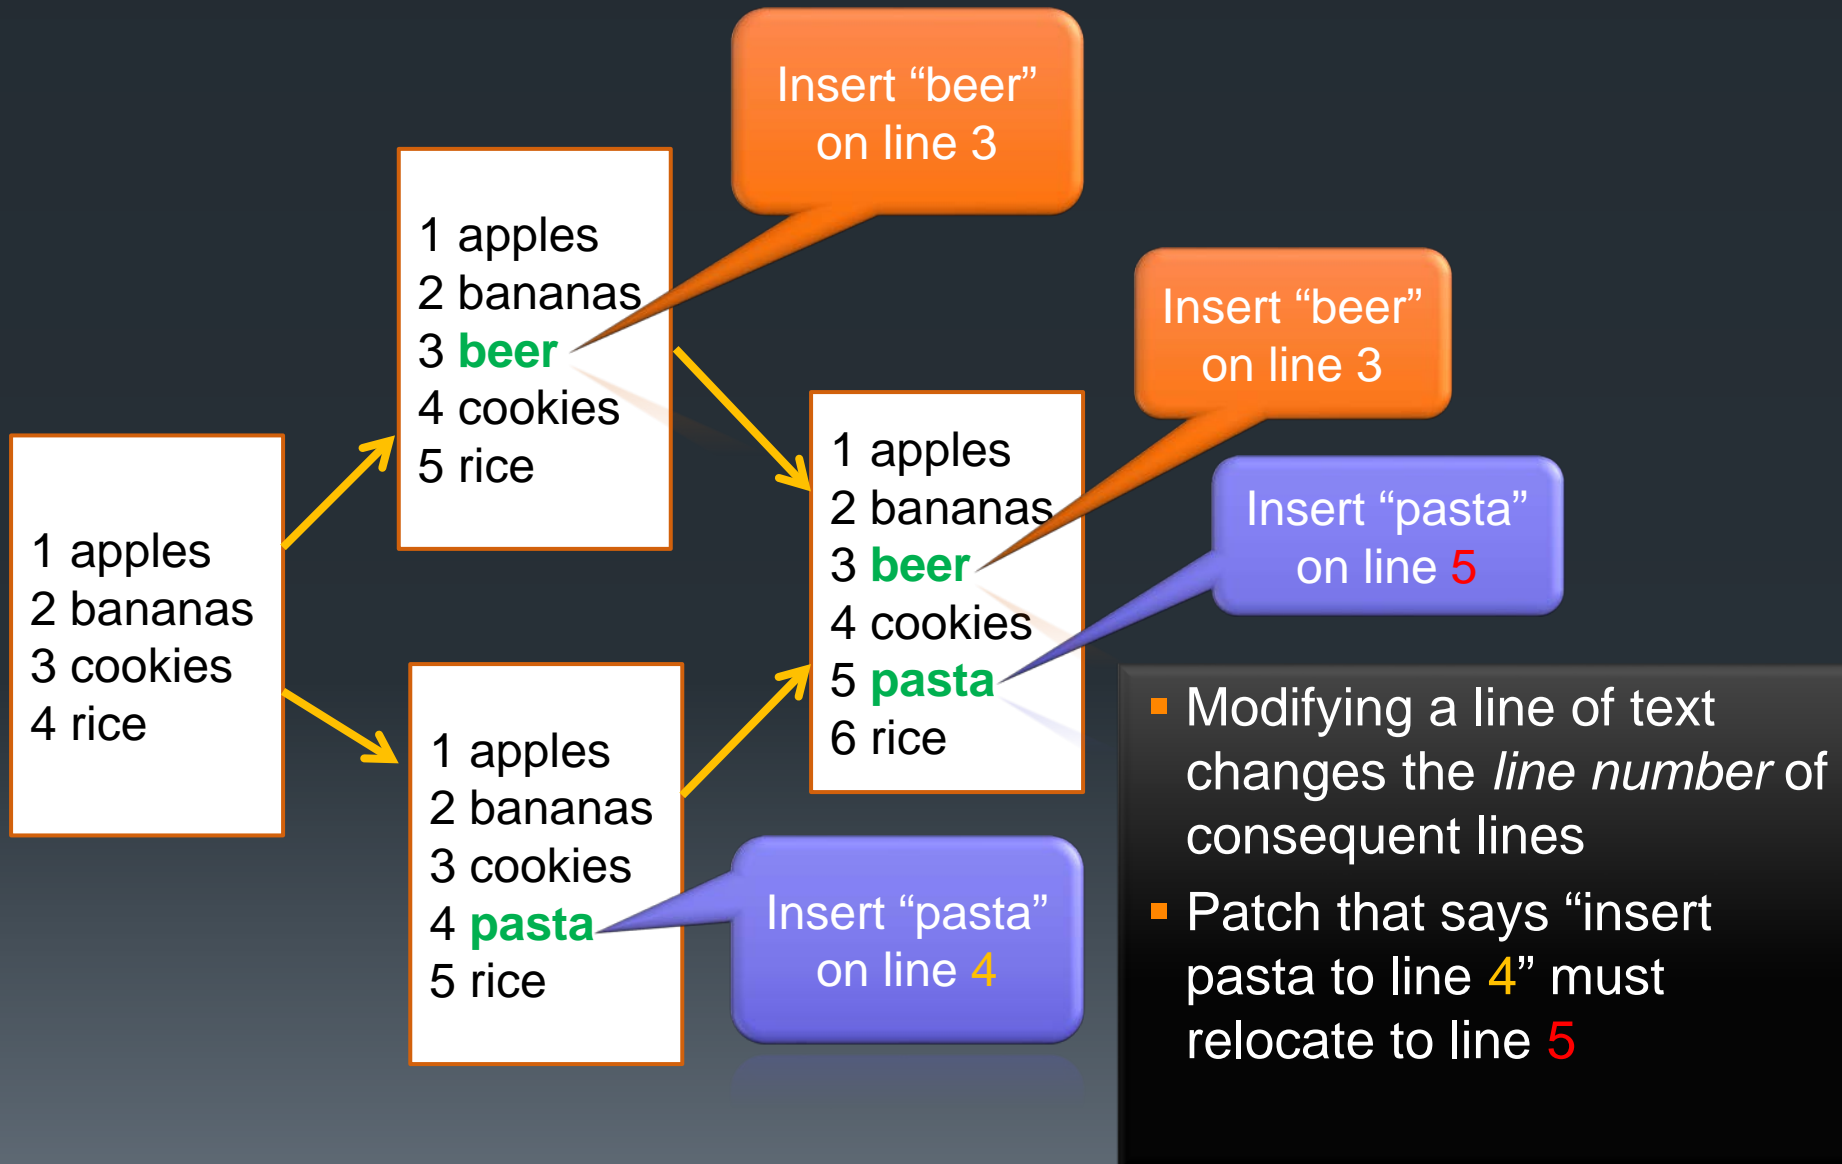 Insert “beer”
on line 3
1 apples
2 bananas
3 beer
4 cookies
5 rice
Insert “beer”
on line 3
1 apples
2 bananas
3 cookies
4 rice
1 apples
2 bananas
3 beer
4 cookies
5 pasta
6 rice
Insert “pasta”
on line 5
1 apples
2 bananas
3 cookies
4 pasta
5 rice
Insert “pasta”
on line 4
Modifying a line of text
changes the line number of
consequent lines
Patch that says “insert
pasta to line 4” must
relocate to line 5